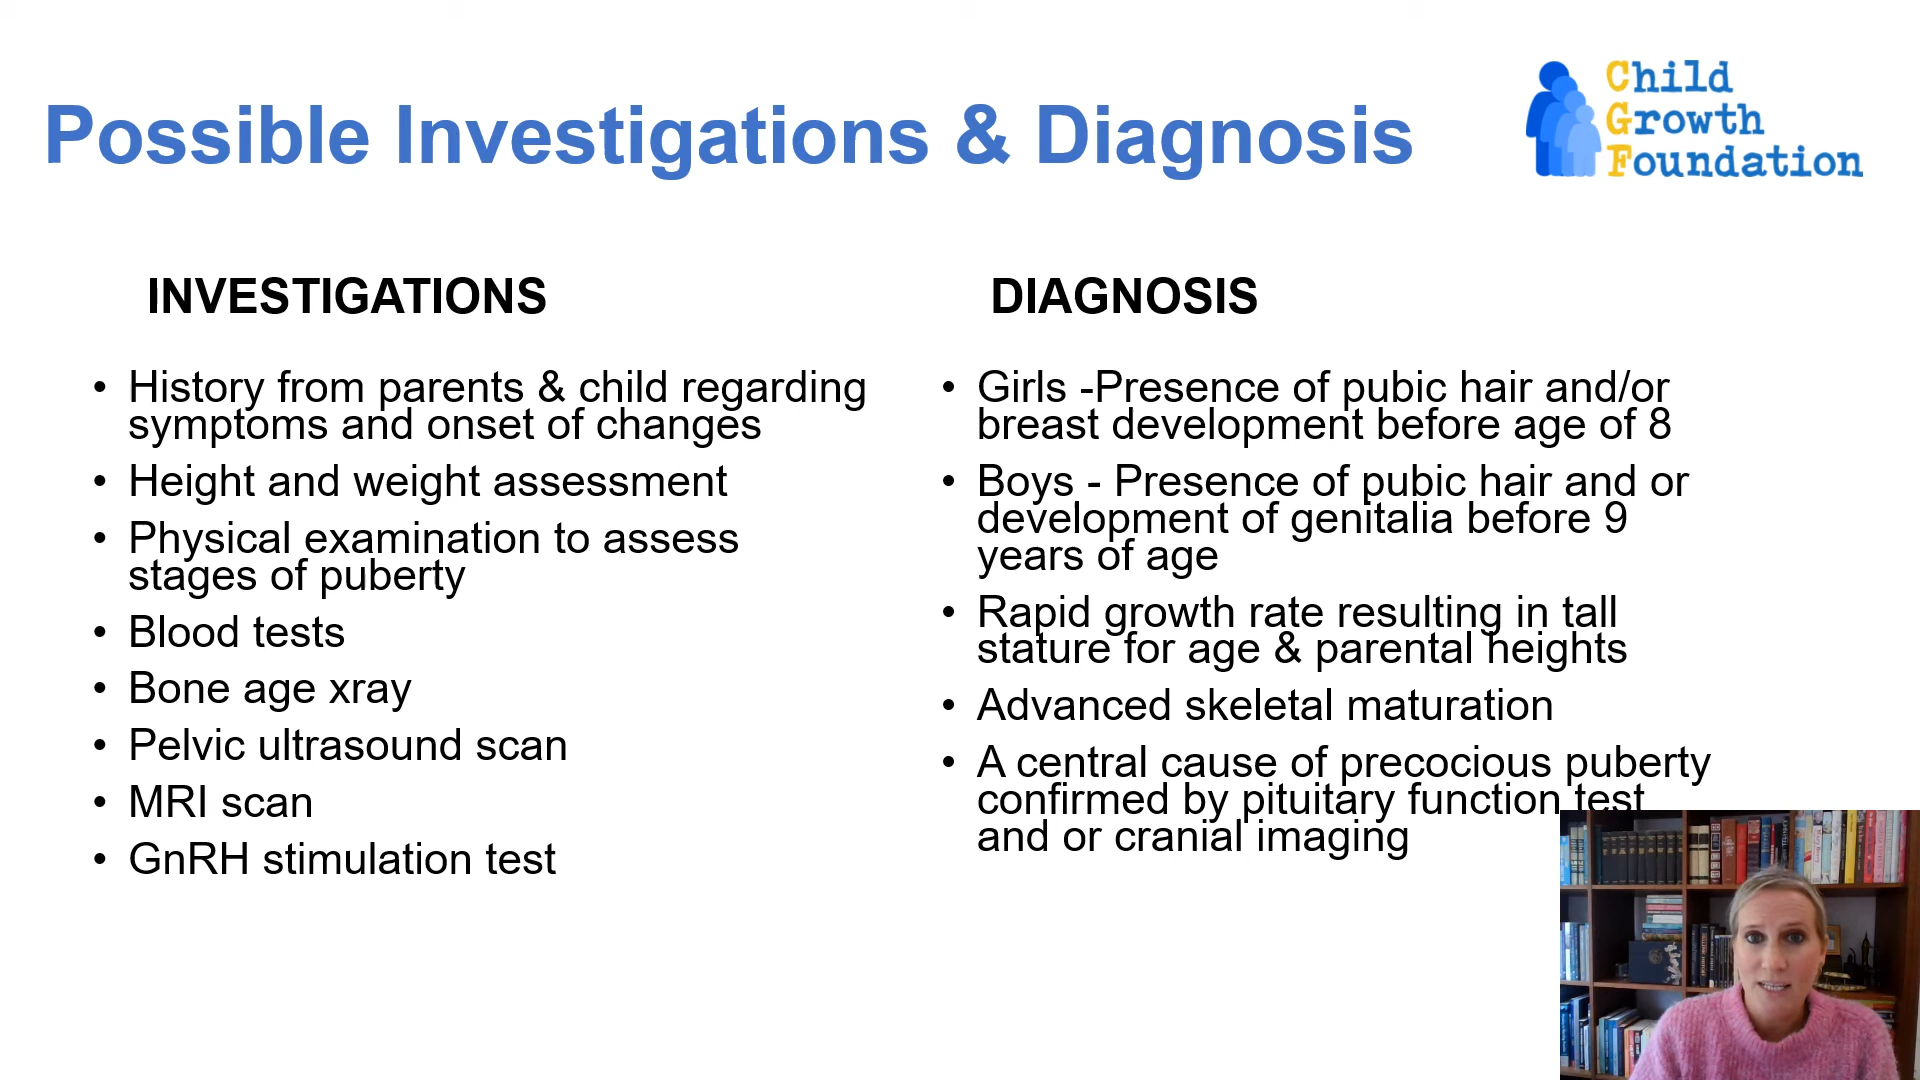 Possible Investigations & Diagnosis
Child
Growth
Foundation
INVESTIGATIONS
• History from parents & child regarding
symptoms and onset of changes
• Height and weight assessment
• Physical examination to assess
stages of puberty
• Blood tests
• Bone age xray
• Pelvic ultrasound scan
• MRI scan
• GnRH stimulation test
DIAGNOSIS
• Girls -Presence of pubic hair and/or
breast development before age of 8
• Boys - Presence of pubic hair and or
development of genitalia before 9
years of age
• Rapid growth rate resulting in tall
stature for age & parental heights
• Advanced skeletal maturation
• A central cause of precocious puberty
confirmed by pituitary function test
and or cranial imaging